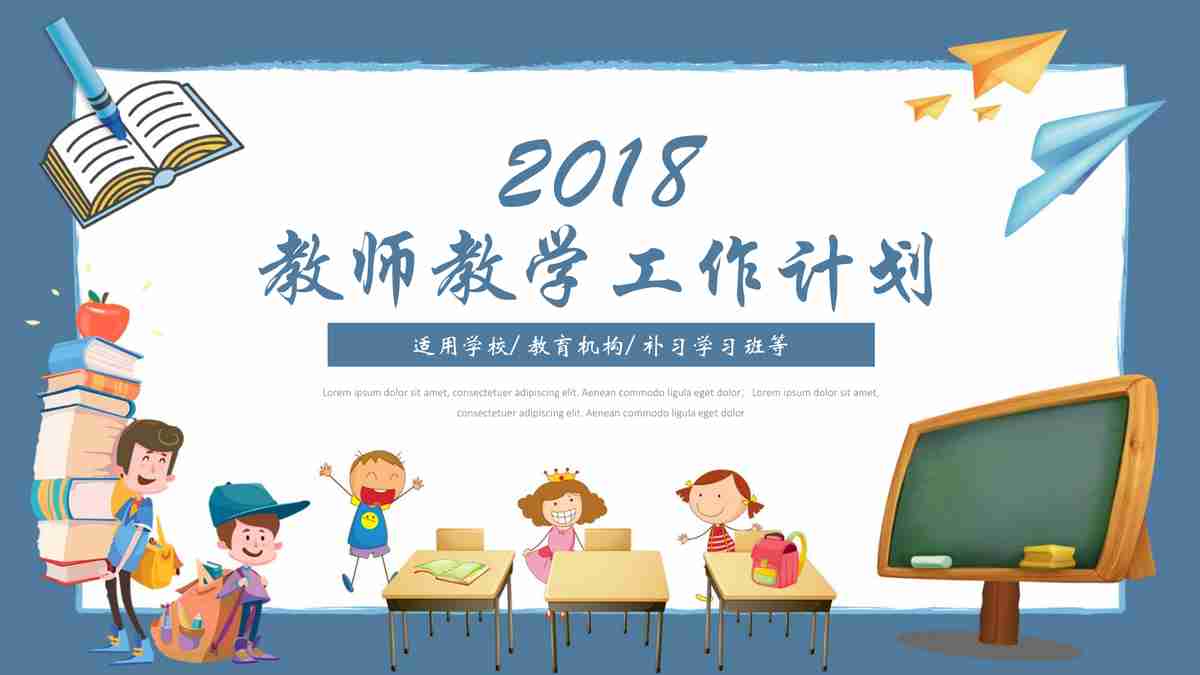 2018
教师教学工作计划
适用学校/教育机构/补习学习班等
Lorem ipsum dolor sit amet, consectetuer adipiscing elit. Aenean commodo ligula eget dolor；Lorem ipsum dolor sit amet,
consectetuer adipiscing elit. Aenean commodo ligula eget dolor